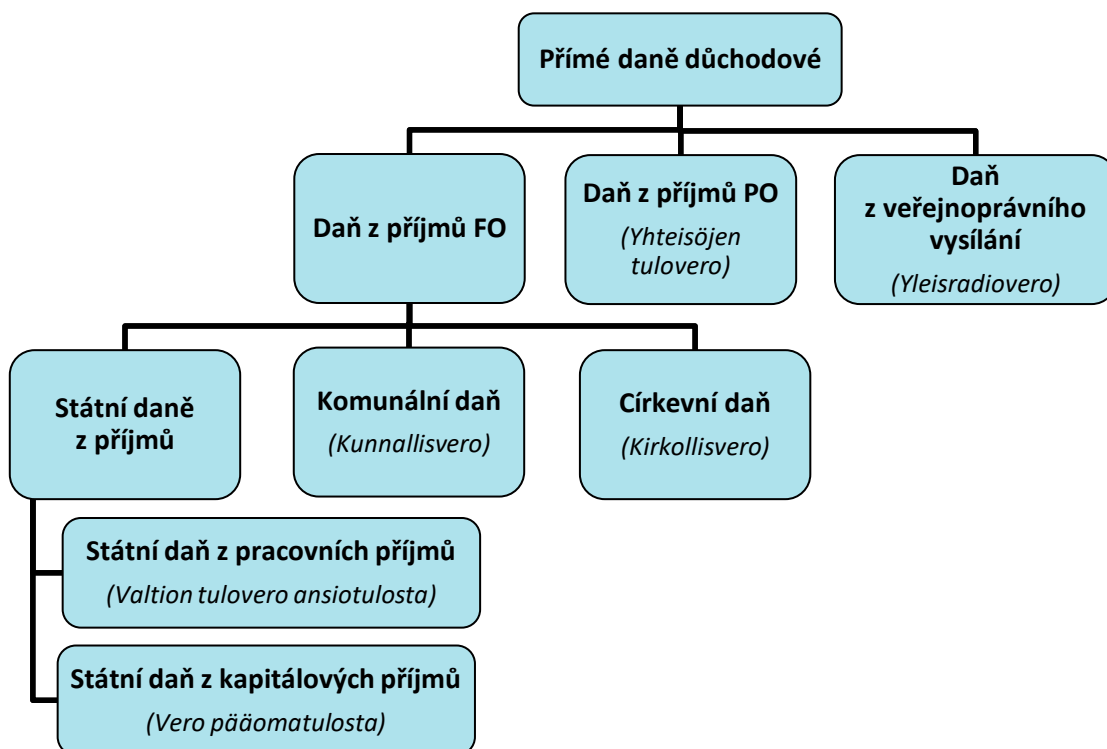 Přímé daně důchodové
Daň z příjmů FO
Daň z příjmů PO
(Yhteisöjen
tulovero)
Daň
z veřejnoprávního
vysílání
(Yleisradiovero)
Státní daně
z příjmů
Komunální daň
(Kunnallisvero)
Církevní daň
(Kirkollisvero)
Státní daň z pracovních příjmů
(Valtion tulovero ansiotulosta)
Státní daň z kapitálových příjmů
(Vero pääomatulosta)